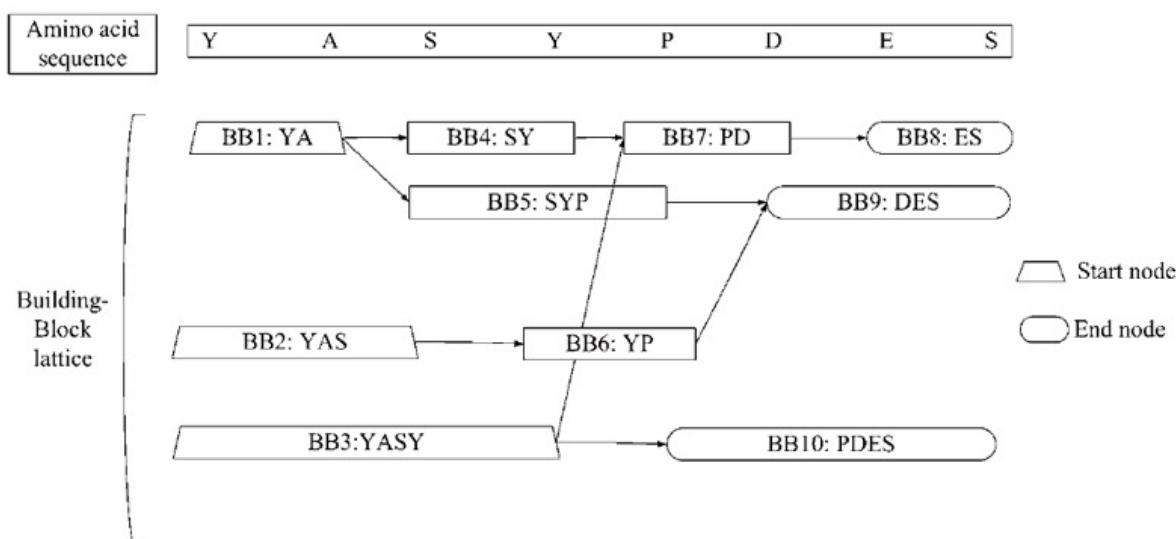 Amino acid
sequence
Y A S Y P D E S
BB1: YA
BB4: SY
BB7: PD
BB8: ES
BB5: SYP
BB9: DES
Start node
End node
Building-
Block
lattice
BB2: YAS
BB6: YP
BB3:YASY
BB10: PDES